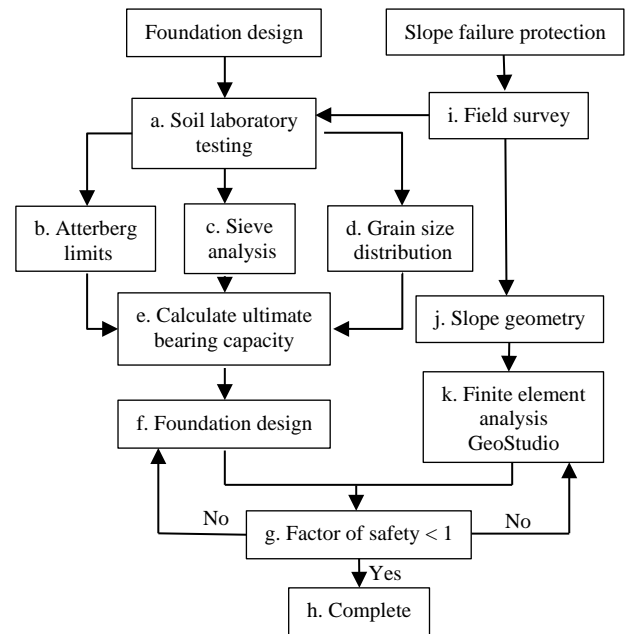 Foundation design
Slope failure protection
a. Soil laboratory
testing
i. Field survey
b. Atterberg
limits
c. Sieve
analysis
d. Grain size
distribution
e. Calculate ultimate
bearing capacity
j. Slope geometry
f. Foundation design
k. Finite element
analysis
GeoStudio
No
g. Factor of safety < 1
No
Yes
h. Complete